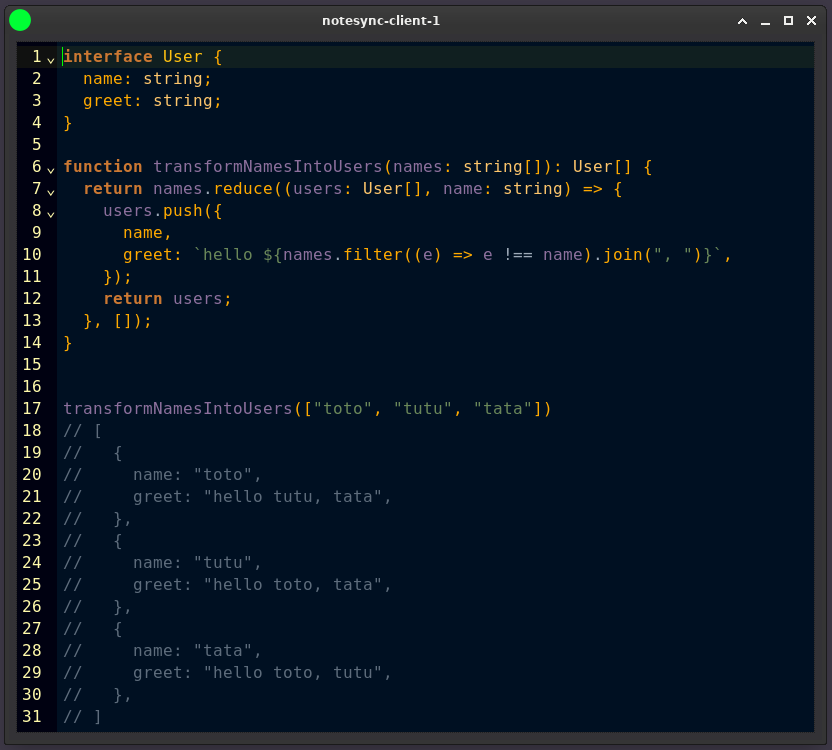 notesync-client-1
1 interface User {
2   name: string;
3   greet: string;
4 }
5
6 function transformNamesIntoUsers(names: string[]): User[] {
7   return names.reduce((users: User[], name: string) => {
8     users.push({
9       name,
10       greet: `hello ${names.filter((e) => e !== name).join(", ")}`,
11     });
12     return users;
13   }, []);
14 }
15
16
17 transformNamesIntoUsers(["toto", "tutu", "tata"])
18 // [
19 //   {
20 //     name: "toto",
21 //     greet: "hello tutu, tata",
22 //   },
23 //   {
24 //     name: "tutu",
25 //     greet: "hello toto, tata",
26 //   },
27 //   {
28 //     name: "tata",
29 //     greet: "hello toto, tutu",
30 //   },
31 // ]